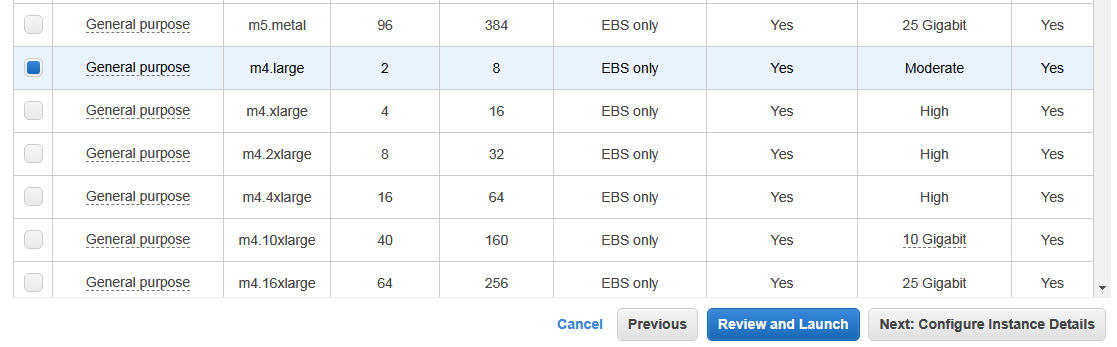 General purpose m5.metal 96 384 EBS only Yes 25 Gigabit Yes
General purpose m4.large 2 8 EBS only Yes Moderate Yes
General purpose m4.xlarge 4 16 EBS only Yes High Yes
General purpose m4.2xlarge 8 32 EBS only Yes High Yes
General purpose m4.4xlarge 16 64 EBS only Yes High Yes
General purpose m4.10xlarge 40 160 EBS only Yes 10 Gigabit Yes
General purpose m4.16xlarge 64 256 EBS only Yes 25 Gigabit Yes
Cancel Previous Review and Launch Next: Configure Instance Details